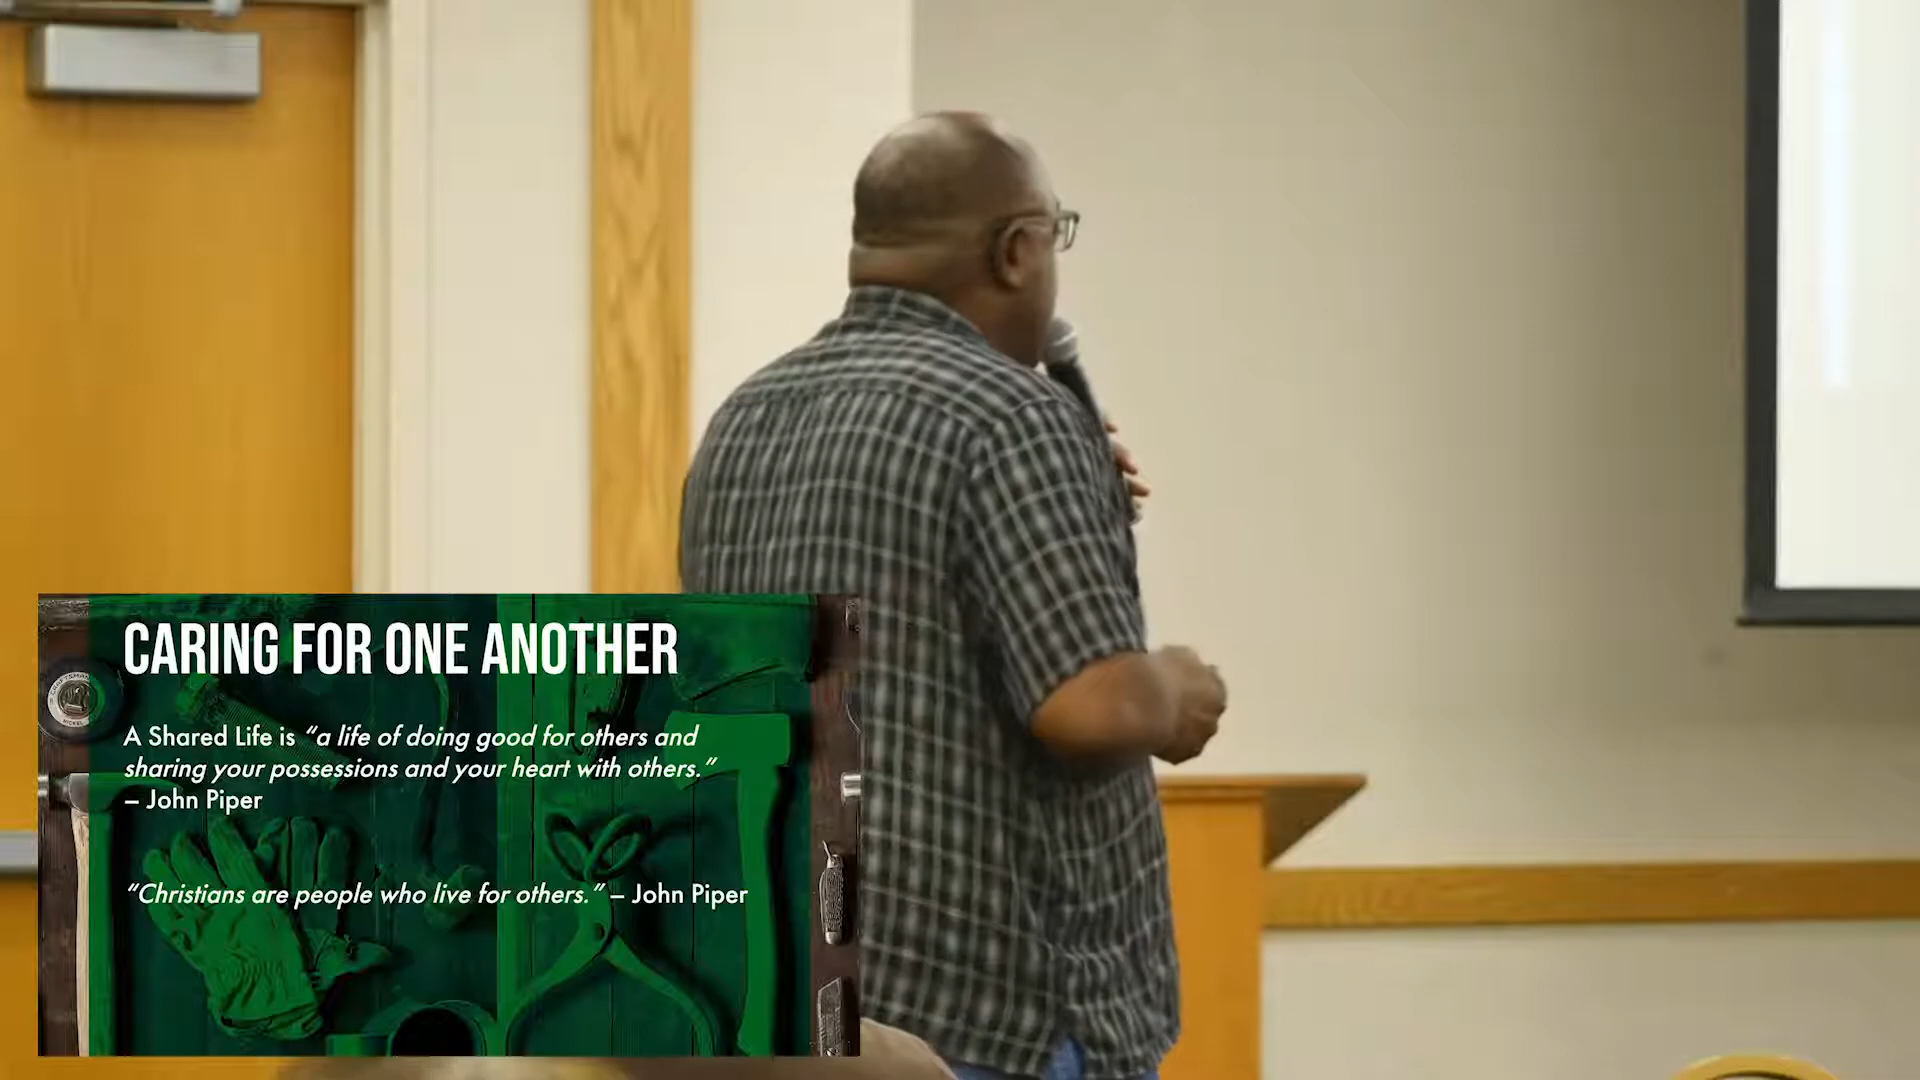 CARING FOR ONE ANOTHER
A Shared Life is “a life of doing good for others and
sharing your possessions and your heart with others.”
– John Piper
“Christians are people who live for others.” – John Piper